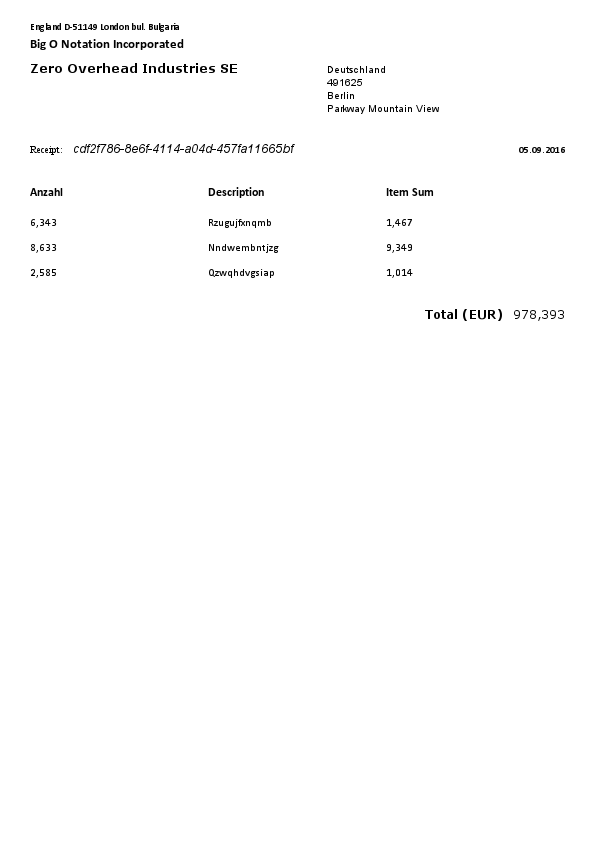 England D-51149 London bul. Bulgaria
Big O Notation Incorporated
Zero Overhead Industries SE
Deutschland
491625
Berlin
Parkway Mountain View
Receipt: cdf2f786-8e6f-4114-a04d-457fa11665bf 05.09.2016
Anzahl Description Item Sum
6,343 Rzugujfxnqmb 1,467
8,633 Nndwembntjzg 9,349
2,585 Qzwqhdvgsiap 1,014
Total (EUR) 978,393